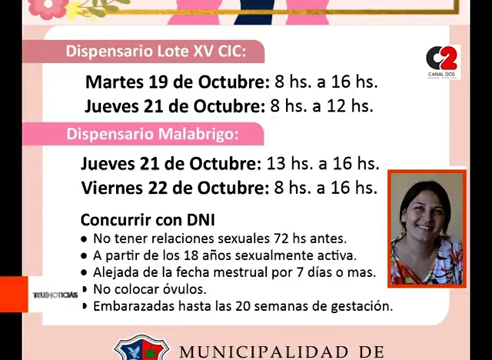 Dispensario Lote XV CIC:
C2
CANAL DOS
Martes 19 de Octubre: 8 hs. a 16 hs.
Jueves 21 de Octubre: 8 hs. a 12 hs.
Dispensario Malabrigo:
Jueves 21 de Octubre: 13 hs. a 16 hs.
Viernes 22 de Octubre: 8 hs. a 16 hs.
Concurrir con DNI
• No tener relaciones sexuales 72 hs antes.
• A partir de los 18 años sexualmente activa.
• Alejada de la fecha mestrual por 7 días o mas.
• No colocar óvulos.
• Embarazadas hasta las 20 semanas de gestación.
MUNICIPALIDAD DE